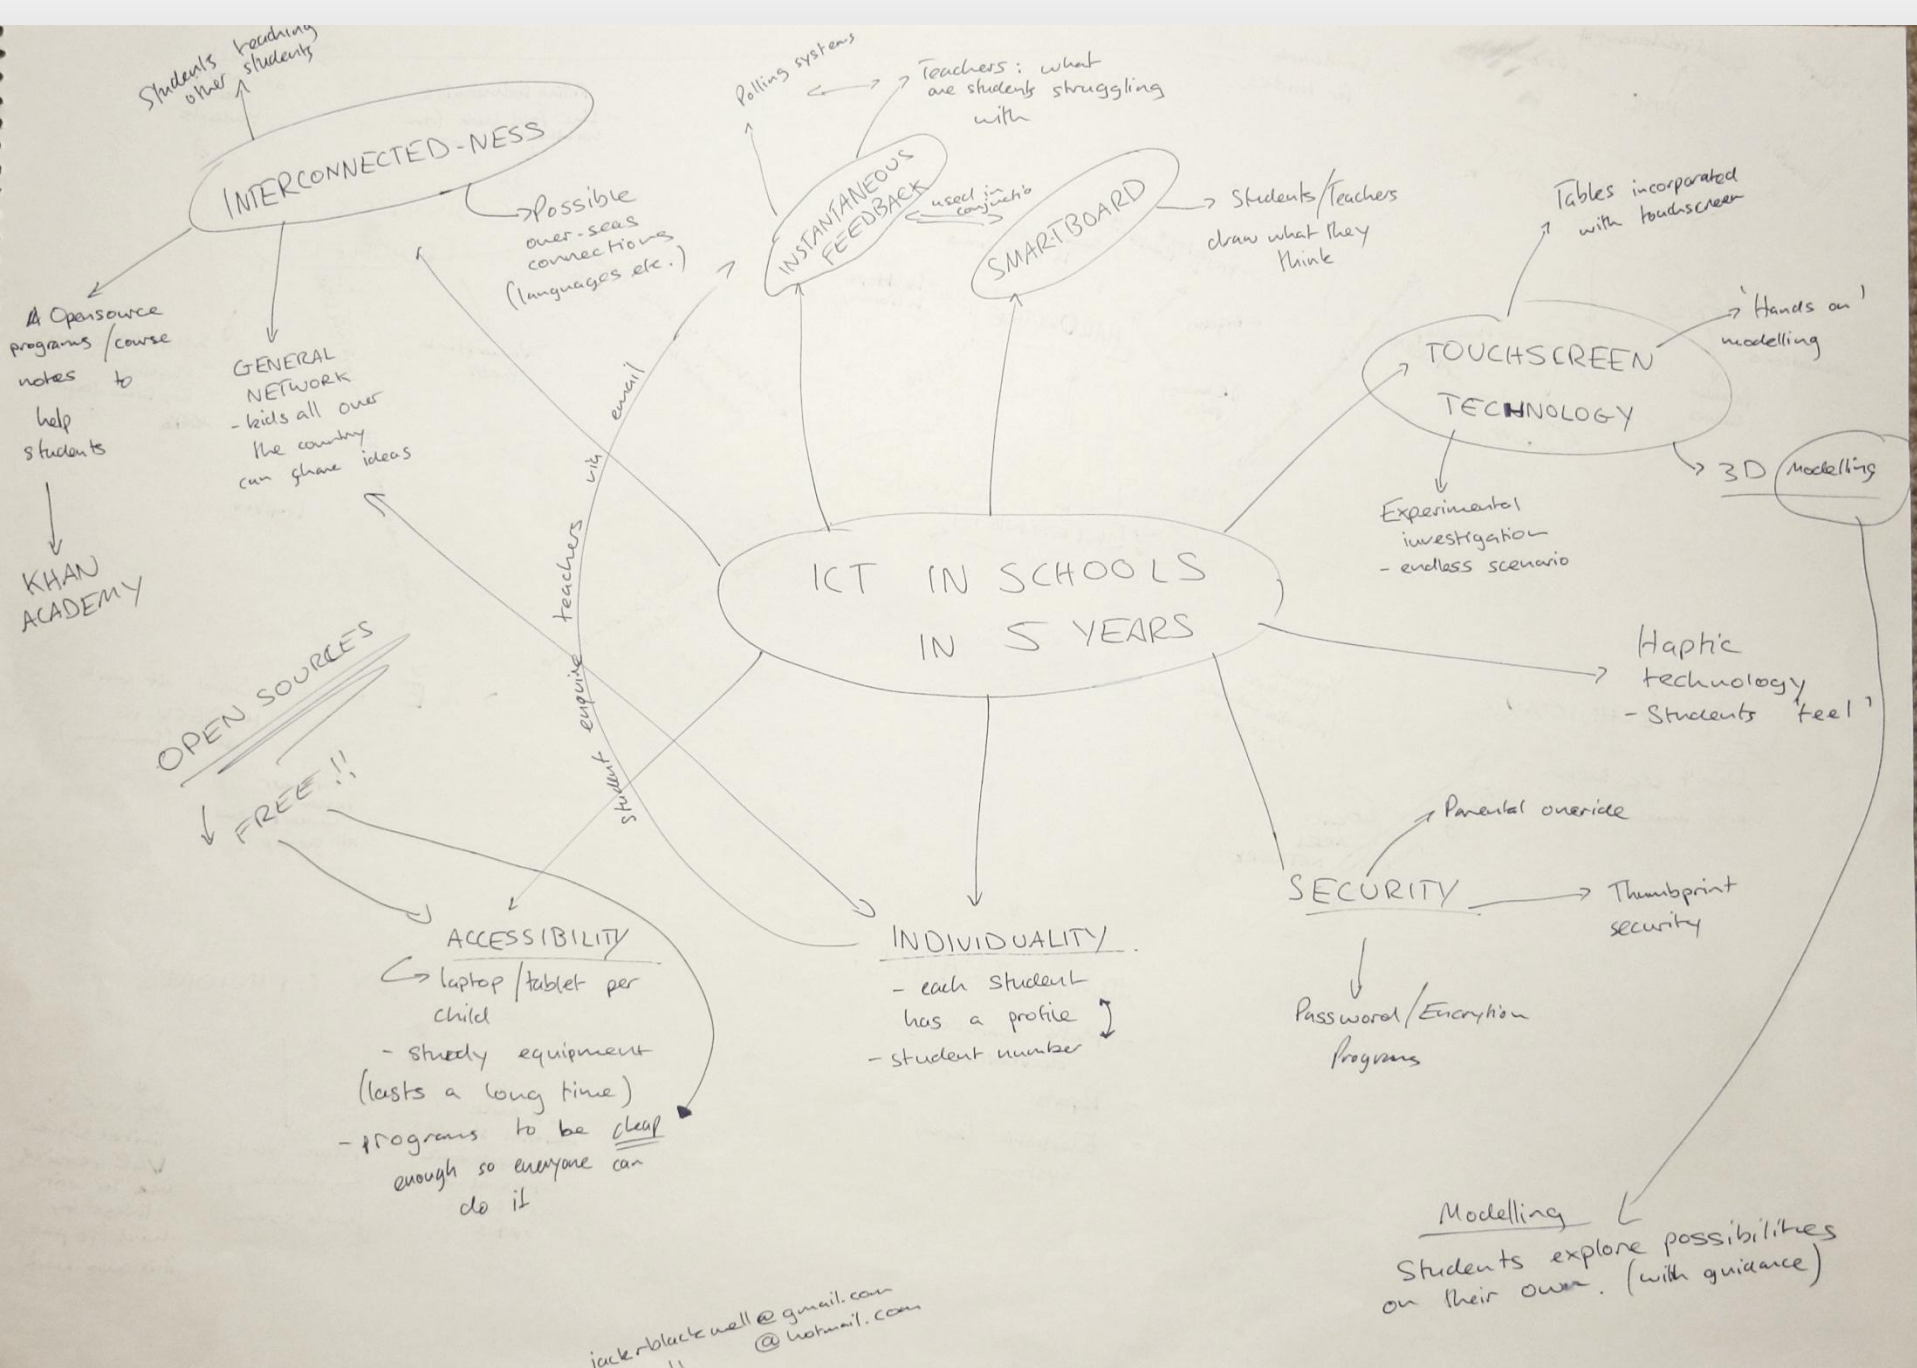 Students teaching
other students
INTERCONNECTED-NESS
Possible
over-seas
connections
(languages etc.)
Opensource
programs/course
notes to
help
students
KHAN
ACADEMY
GENERAL
NETWORK
- kids all over
the country
can share ideas
Polling systems
Teachers: what
are students struggling
with
INSTANTANEOUS
FEEDBACK
used in
conjunctio
SMARTBOARD
Students/Teachers
draw what they
think
Tables incorporated
with touchscreen
'Hands on'
modelling
TOUCHSCREEN
TECHNOLOGY
3D Modelling
Experimental
investigation
- endless scenario
ICT IN SCHOOLS
IN 5 YEARS
student enquire teachers via email
Haptic
technology
- Students 'feel'
OPEN SOURCES
FREE!!
ACCESSIBILITY
laptop/tablet per
child
- sturdy equipment
(lasts a long time)
- programs to be cheap
enough so everyone can
do it
INDIVIDUALITY
- each student
has a profile
- student number
Parental override
SECURITY
Thumbprint
security
Password/Encrytion
Programs
Modelling
Students explore possibilities
on their own. (with guidance)
jackrblackwell@gmail.com
@hotmail.com